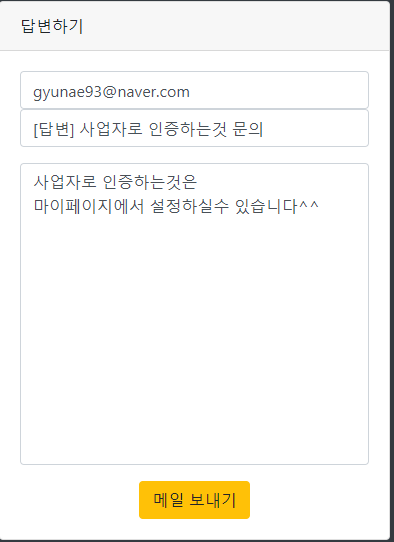 답변하기
gyunae93@naver.com
[답변] 사업자로 인증하는것 문의
사업자로 인증하는것은
마이페이지에서 설정하실수 있습니다^^
메일 보내기